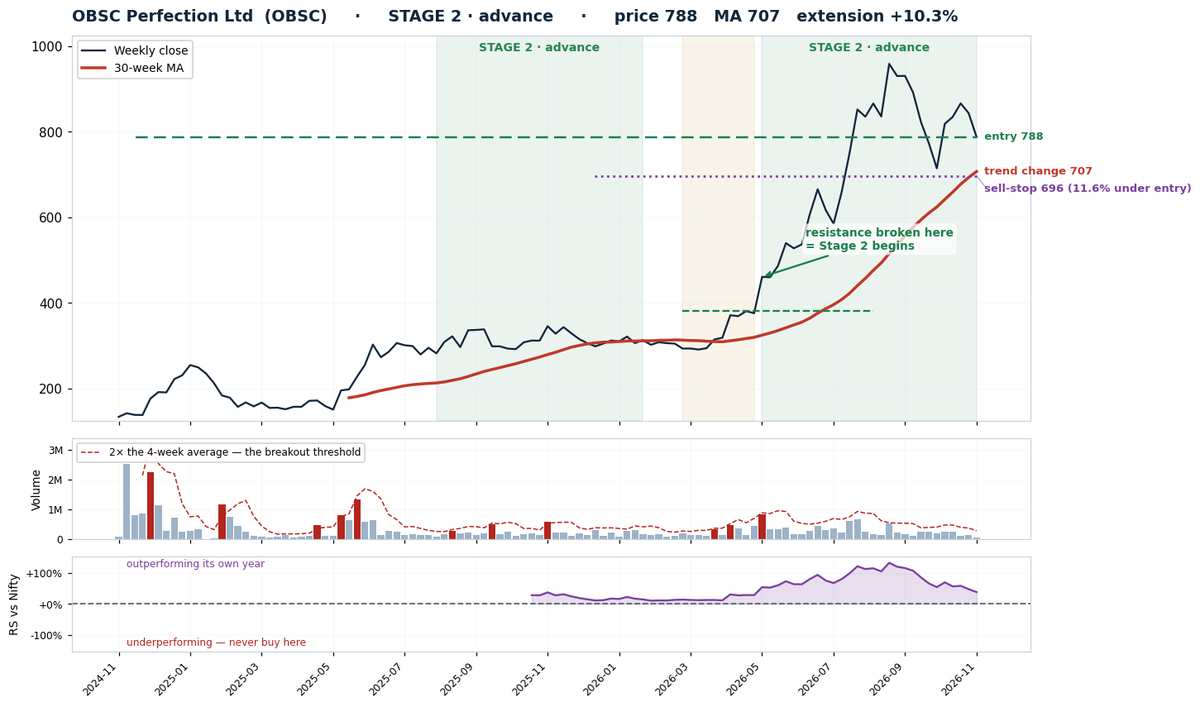 OBSC Perfection Ltd (OBSC) · STAGE 2 · advance · price 788 MA 707 extension +10.3%
Weekly close
30-week MA
STAGE 2 · advance
STAGE 2 · advance
1000
800
600
400
200
entry 788
trend change 707
sell-stop 696 (11.6% under entry)
resistance broken here
= Stage 2 begins
Volume
3M
2M
1M
0
2× the 4-week average — the breakout threshold
RS vs Nifty
+100%
+0%
-100%
outperforming its own year
underperforming — never buy here
2024-11
2025-01
2025-03
2025-05
2025-07
2025-09
2025-11
2026-01
2026-03
2026-05
2026-07
2026-09
2026-11